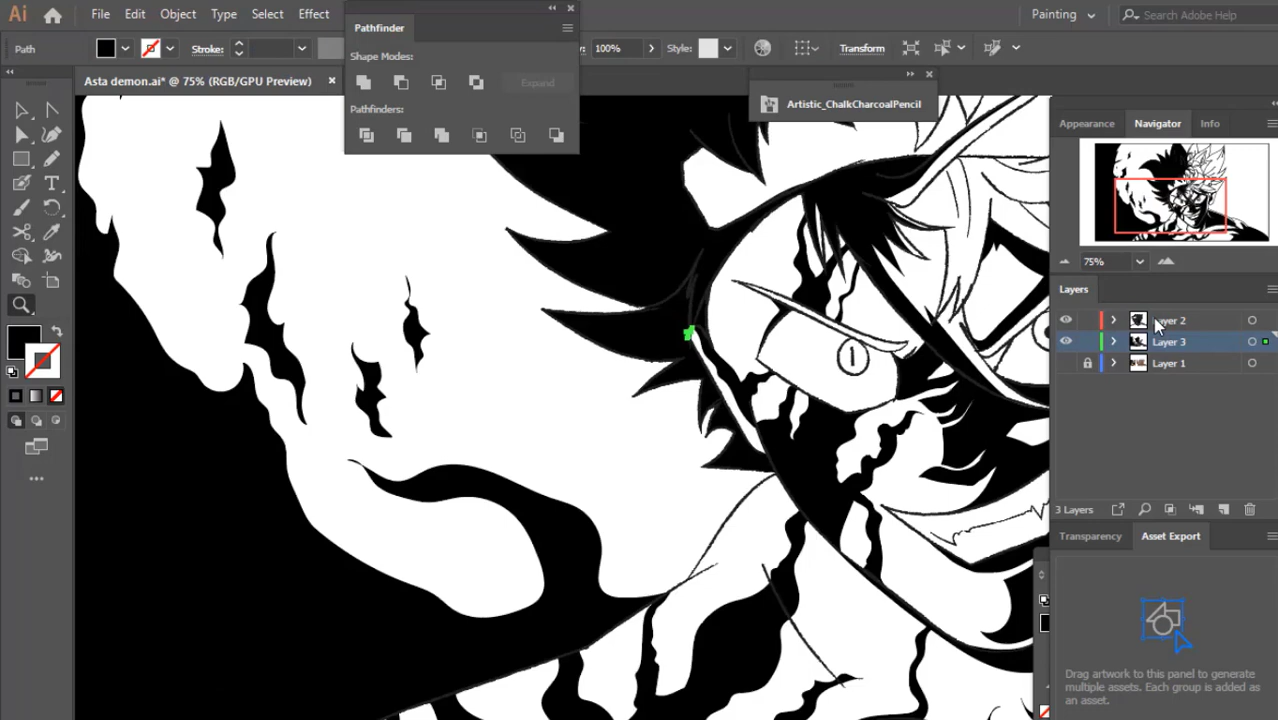 Ai File Edit Object Type Select Effect Painting Search Adobe Help
Pathfinder
Path Stroke: 100% Style: Transform
Shape Modes:
Expand
Pathfinders:
Asta demon.ai* @ 75% (RGB/GPU Preview)
Artistic_ChalkCharcoalPencil
Appearance Navigator Info
75%
Layers
Layer 2
Layer 3
Layer 1
3 Layers
Transparency Asset Export
Drag artwork to this panel to generate
multiple assets. Each group is added as
an asset.